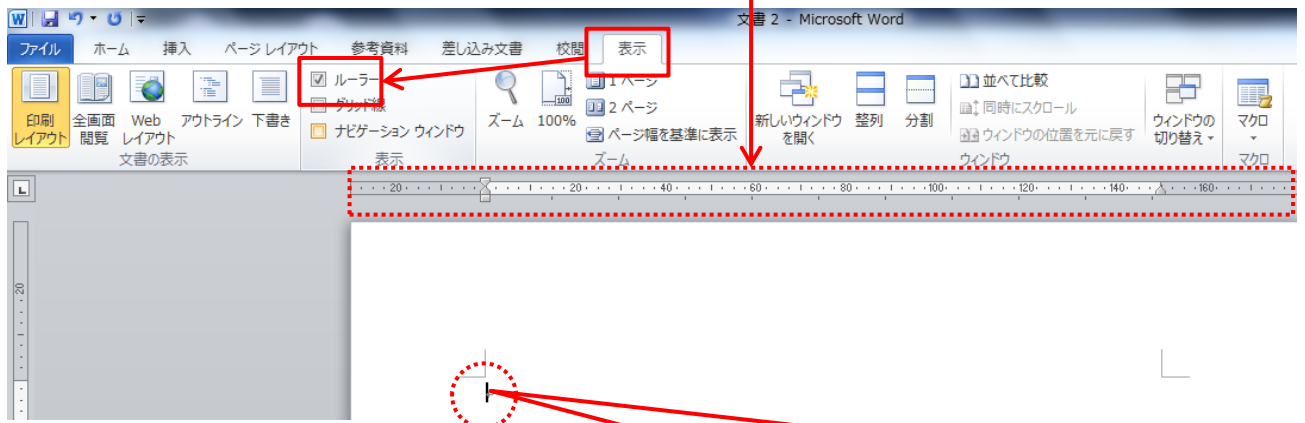 文書 2 - Microsoft Word
ファイル ホーム 挿入 ページ レイアウト 参考資料 差し込み文書 校閲 表示
印刷
レイアウト
全画面
閲覧
Web
レイアウト
アウトライン
下書き
文書の表示
ルーラー
グリッド線
ナビゲーション ウィンドウ
表示
ズーム
100
100%
1 ページ
2 ページ
ページ幅を基準に表示
ズーム
新しいウィンドウ
を開く
整列
分割
並べて比較
同時にスクロール
ウィンドウの位置を元に戻す
ウィンドウの
切り替え
ウィンドウ
マクロ
マクロ
L
20 20 40 60 80 100 120 140 160
20